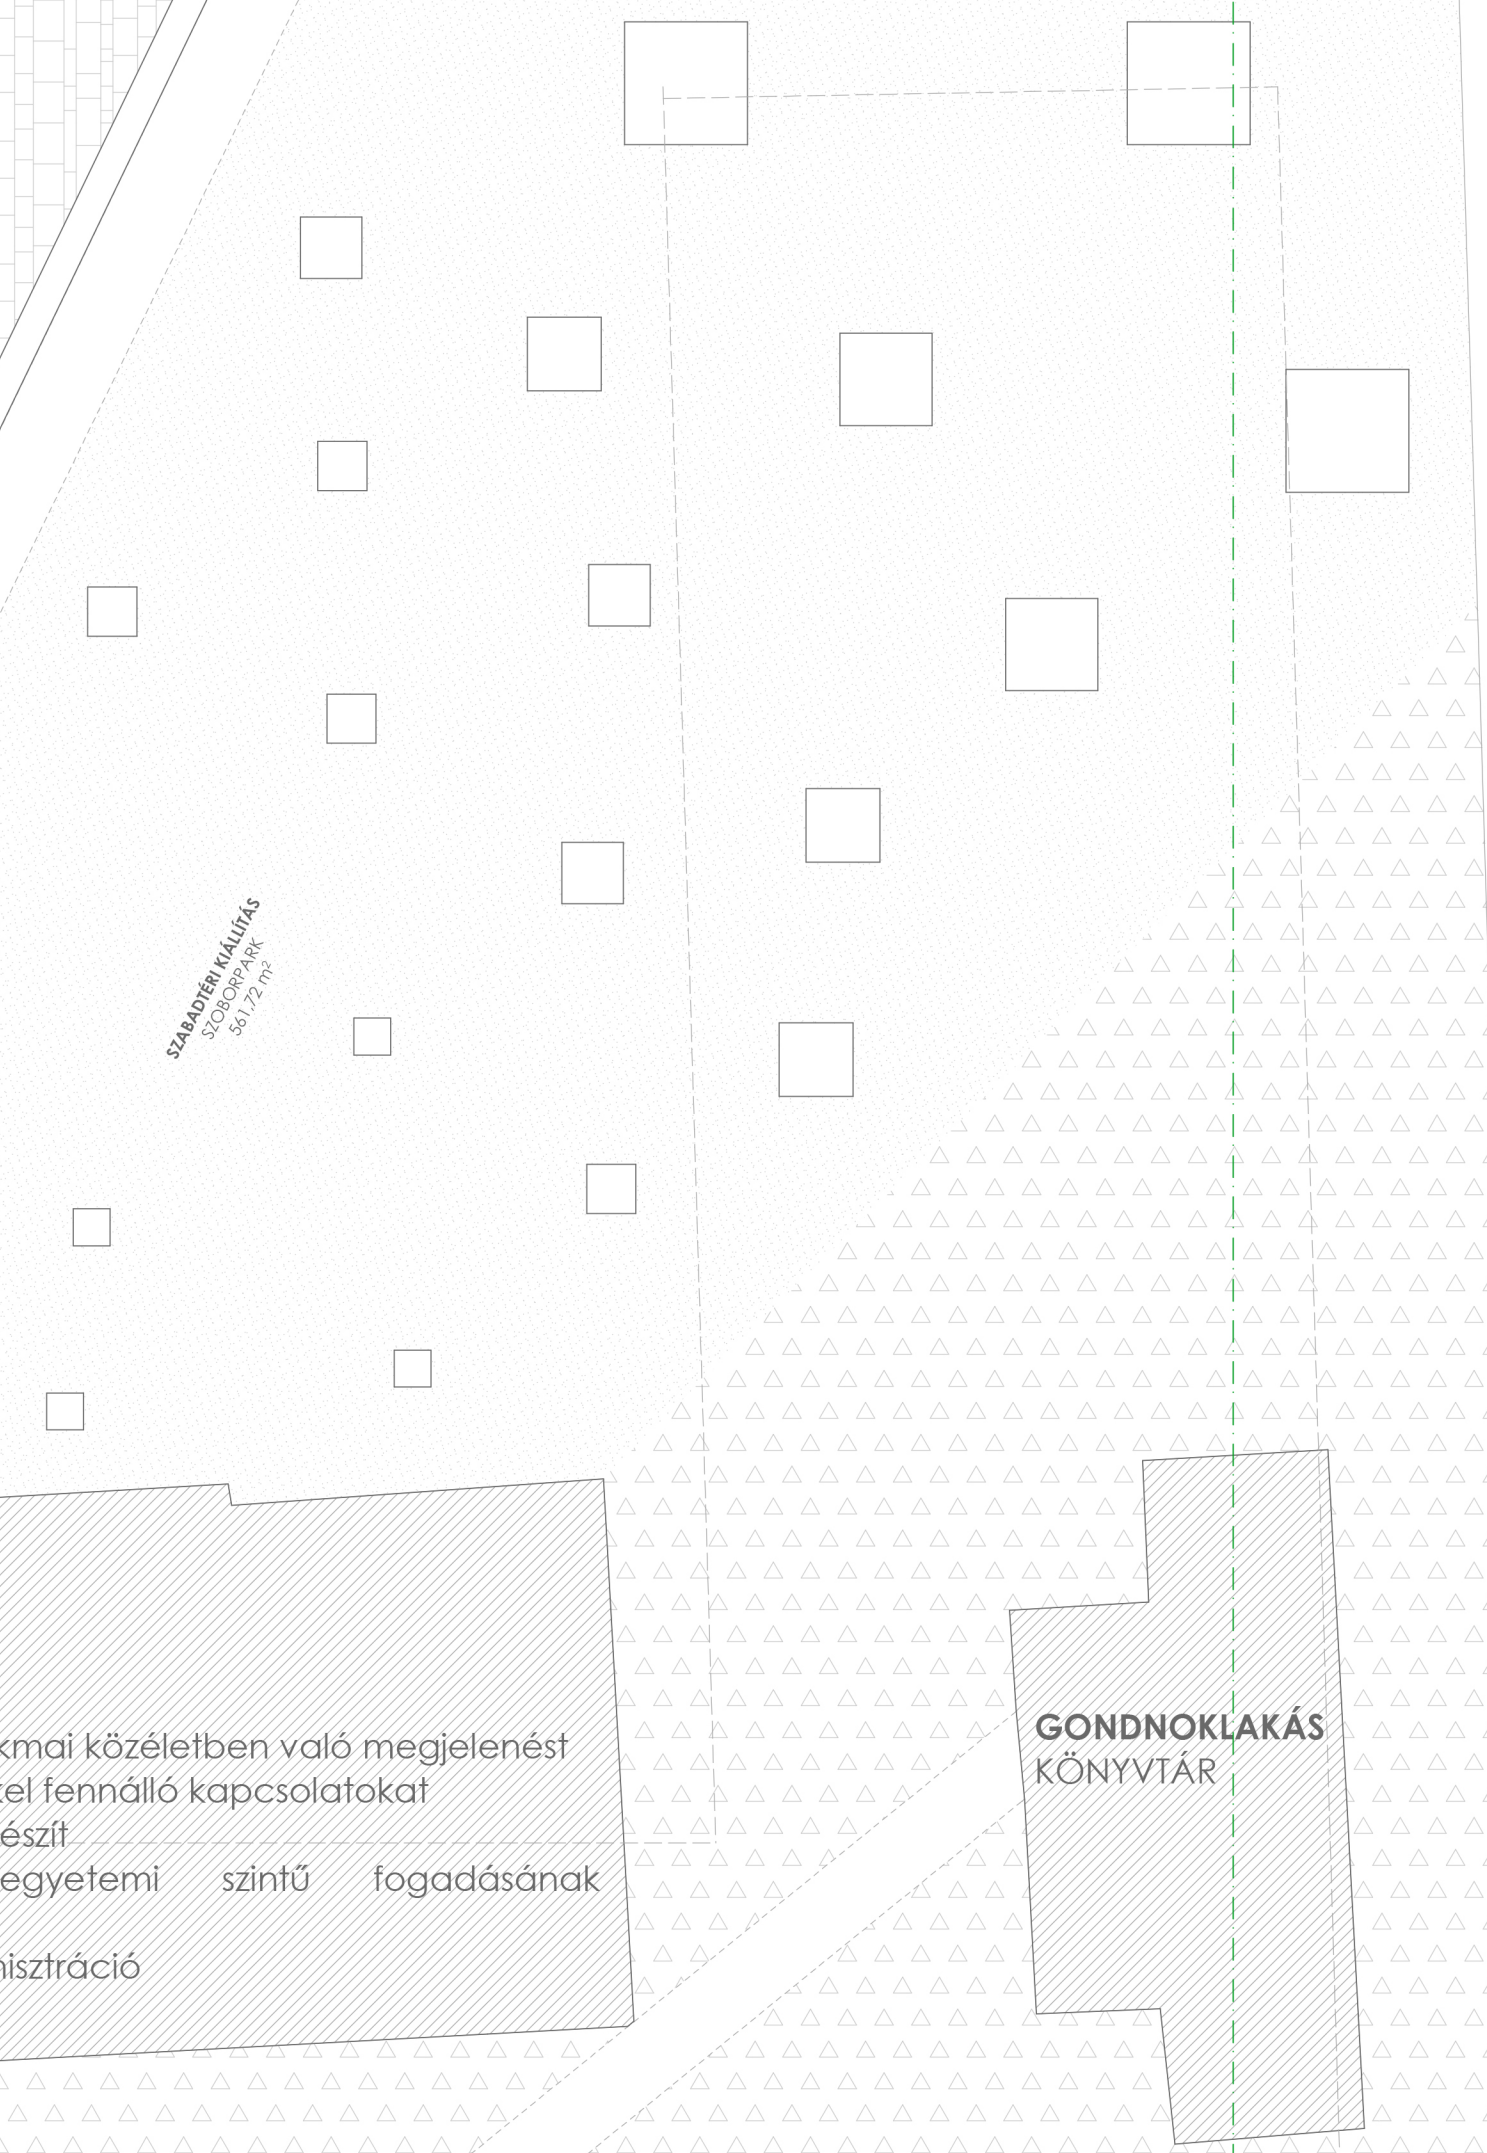 SZABADTÉRI KIÁLLÍTÁS
SZOBORPARK
561,72 m²
kmai közéletben való megjelenést
kel fennálló kapcsolatokat
észít
egyetemi szintű fogadásának
nisztráció
GONDNOKLAKÁS
KÖNYVTÁR